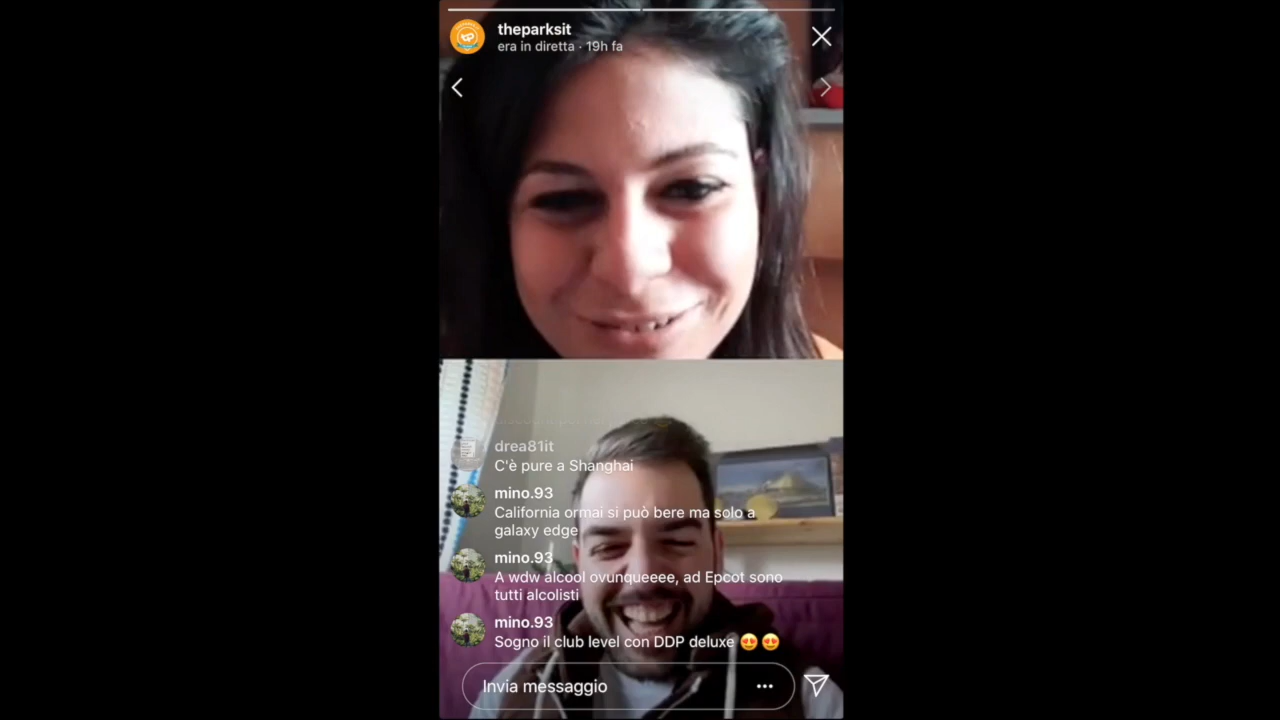 theparksit
era in diretta · 19h fa
drea81it
C'è pure a Shanghai
mino.93
California ormai si può bere ma solo a
galaxy edge
mino.93
A wdw alcool ovunqueeee, ad Epcot sono
tutti alcolisti
mino.93
Sogno il club level con DDP deluxe 😍😍
Invia messaggio